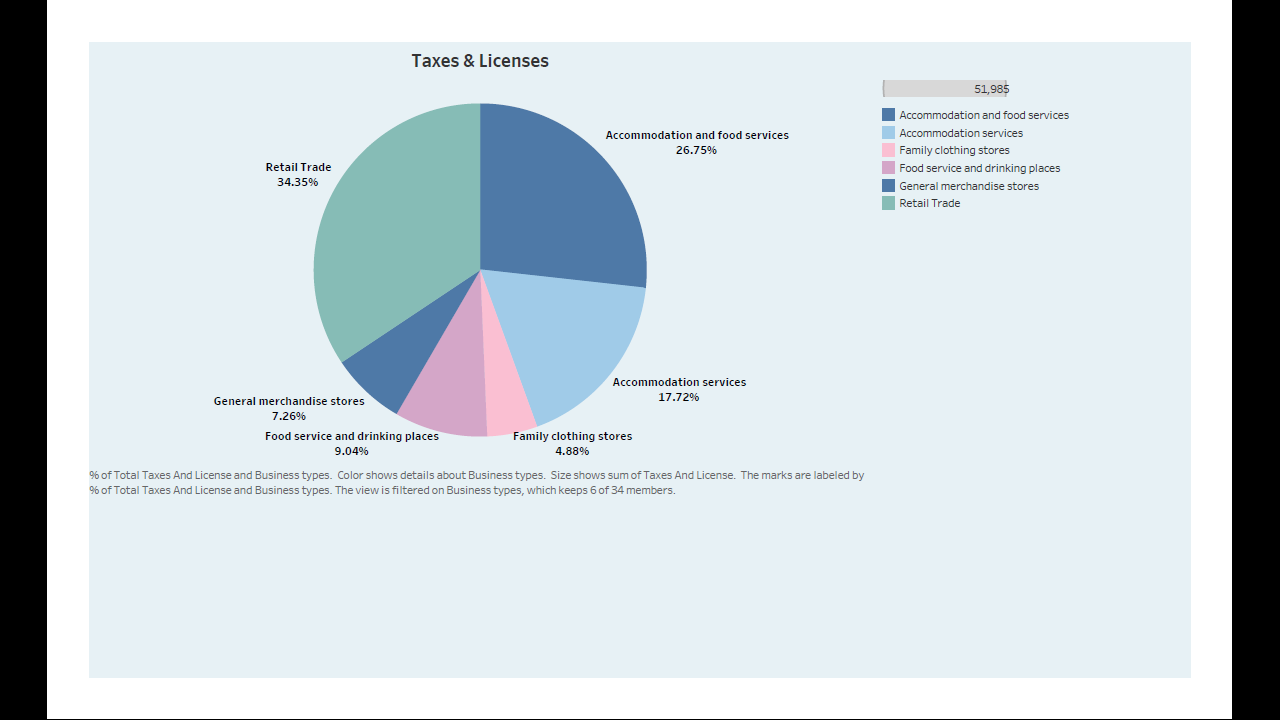 Taxes & Licenses
51,985
Accommodation and food services
Accommodation services
Family clothing stores
Food service and drinking places
General merchandise stores
Retail Trade
Accommodation and food services
26.75%
Retail Trade
34.35%
Accommodation services
17.72%
General merchandise stores
7.26%
Food service and drinking places
9.04%
Family clothing stores
4.88%
% of Total Taxes And License and Business types. Color shows details about Business types. Size shows sum of Taxes And License. The marks are labeled by
% of Total Taxes And License and Business types. The view is filtered on Business types, which keeps 6 of 34 members.